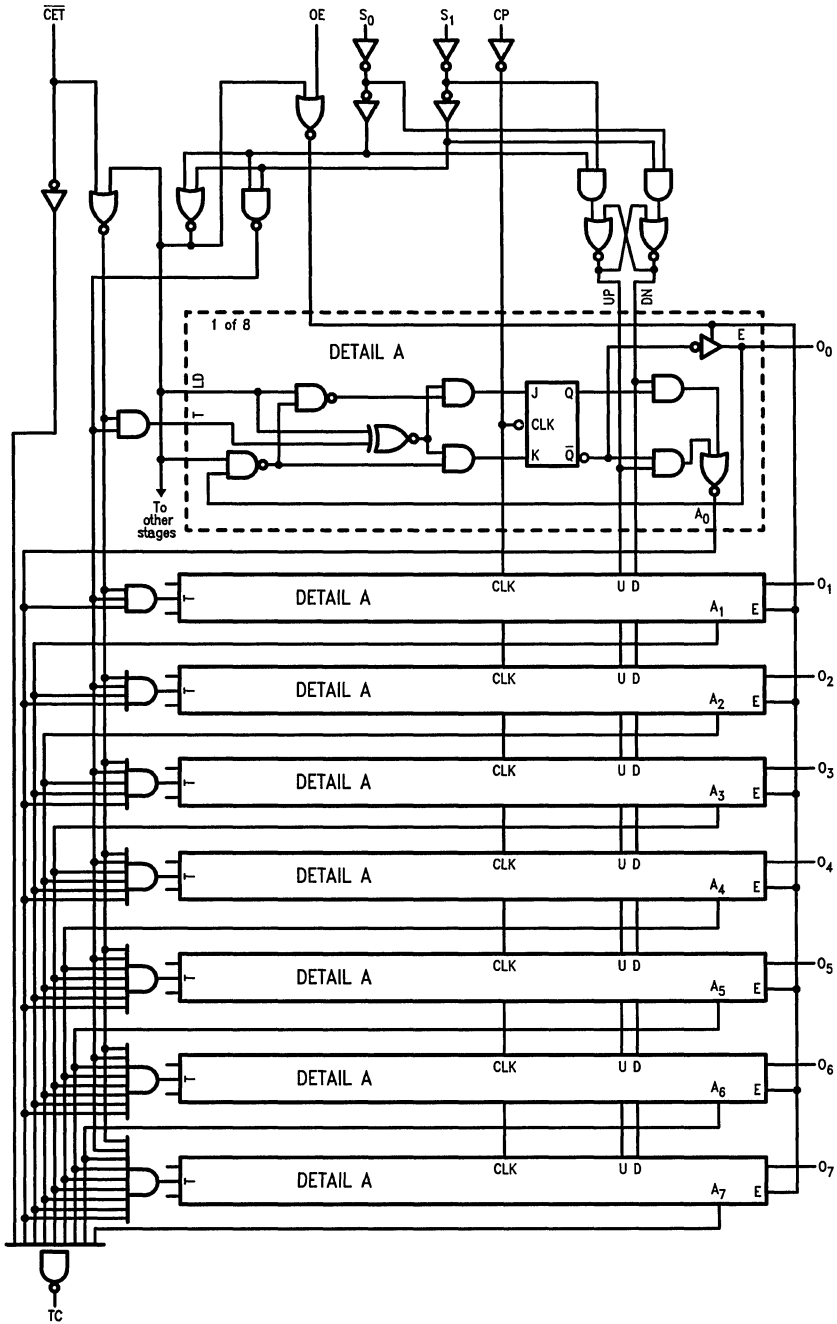 CET OE S0 S1 CP
UP DN
1 of 8
DETAIL A
E
O0
LD
T
J Q
CLK
K Q
To
other
stages
A0
CLK U D
T DETAIL A
A1 E
O1
CLK U D
T DETAIL A
A2 E
O2
CLK U D
T DETAIL A
A3 E
O3
CLK U D
T DETAIL A
A4 E
O4
CLK U D
T DETAIL A
A5 E
O5
CLK U D
T DETAIL A
A6 E
O6
CLK U D
T DETAIL A
A7 E
O7
TC